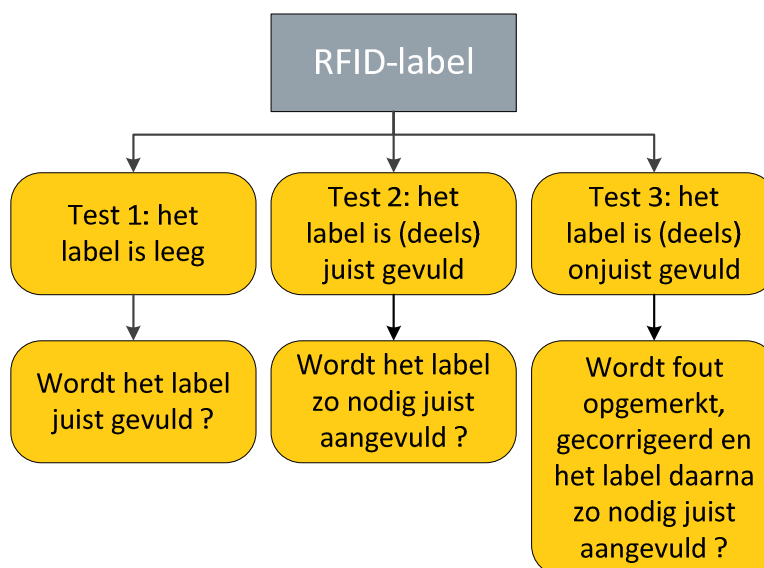 RFID-label
Test 1: het
label is leeg
Test 2: het
label is (deels)
juist gevuld
Test 3: het
label is (deels)
onjuist gevuld
Wordt het label
juist gevuld ?
Wordt het label
zo nodig juist
aangevuld ?
Wordt fout
opgemerkt,
gecorrigeerd en
het label daarna
zo nodig juist
aangevuld ?